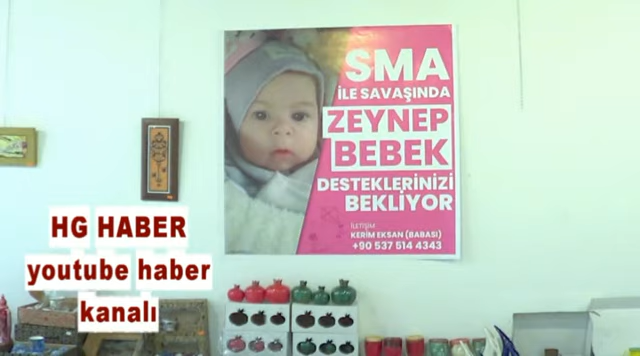 SMA
İLE SAVAŞINDA
ZEYNEP
BEBEK
DESTEKLERİNİZİ
BEKLİYOR
İLETİŞİM
KERİM EKSAN (BABASI)
+90 537 514 4343
HG HABER
youtube haber
kanalı